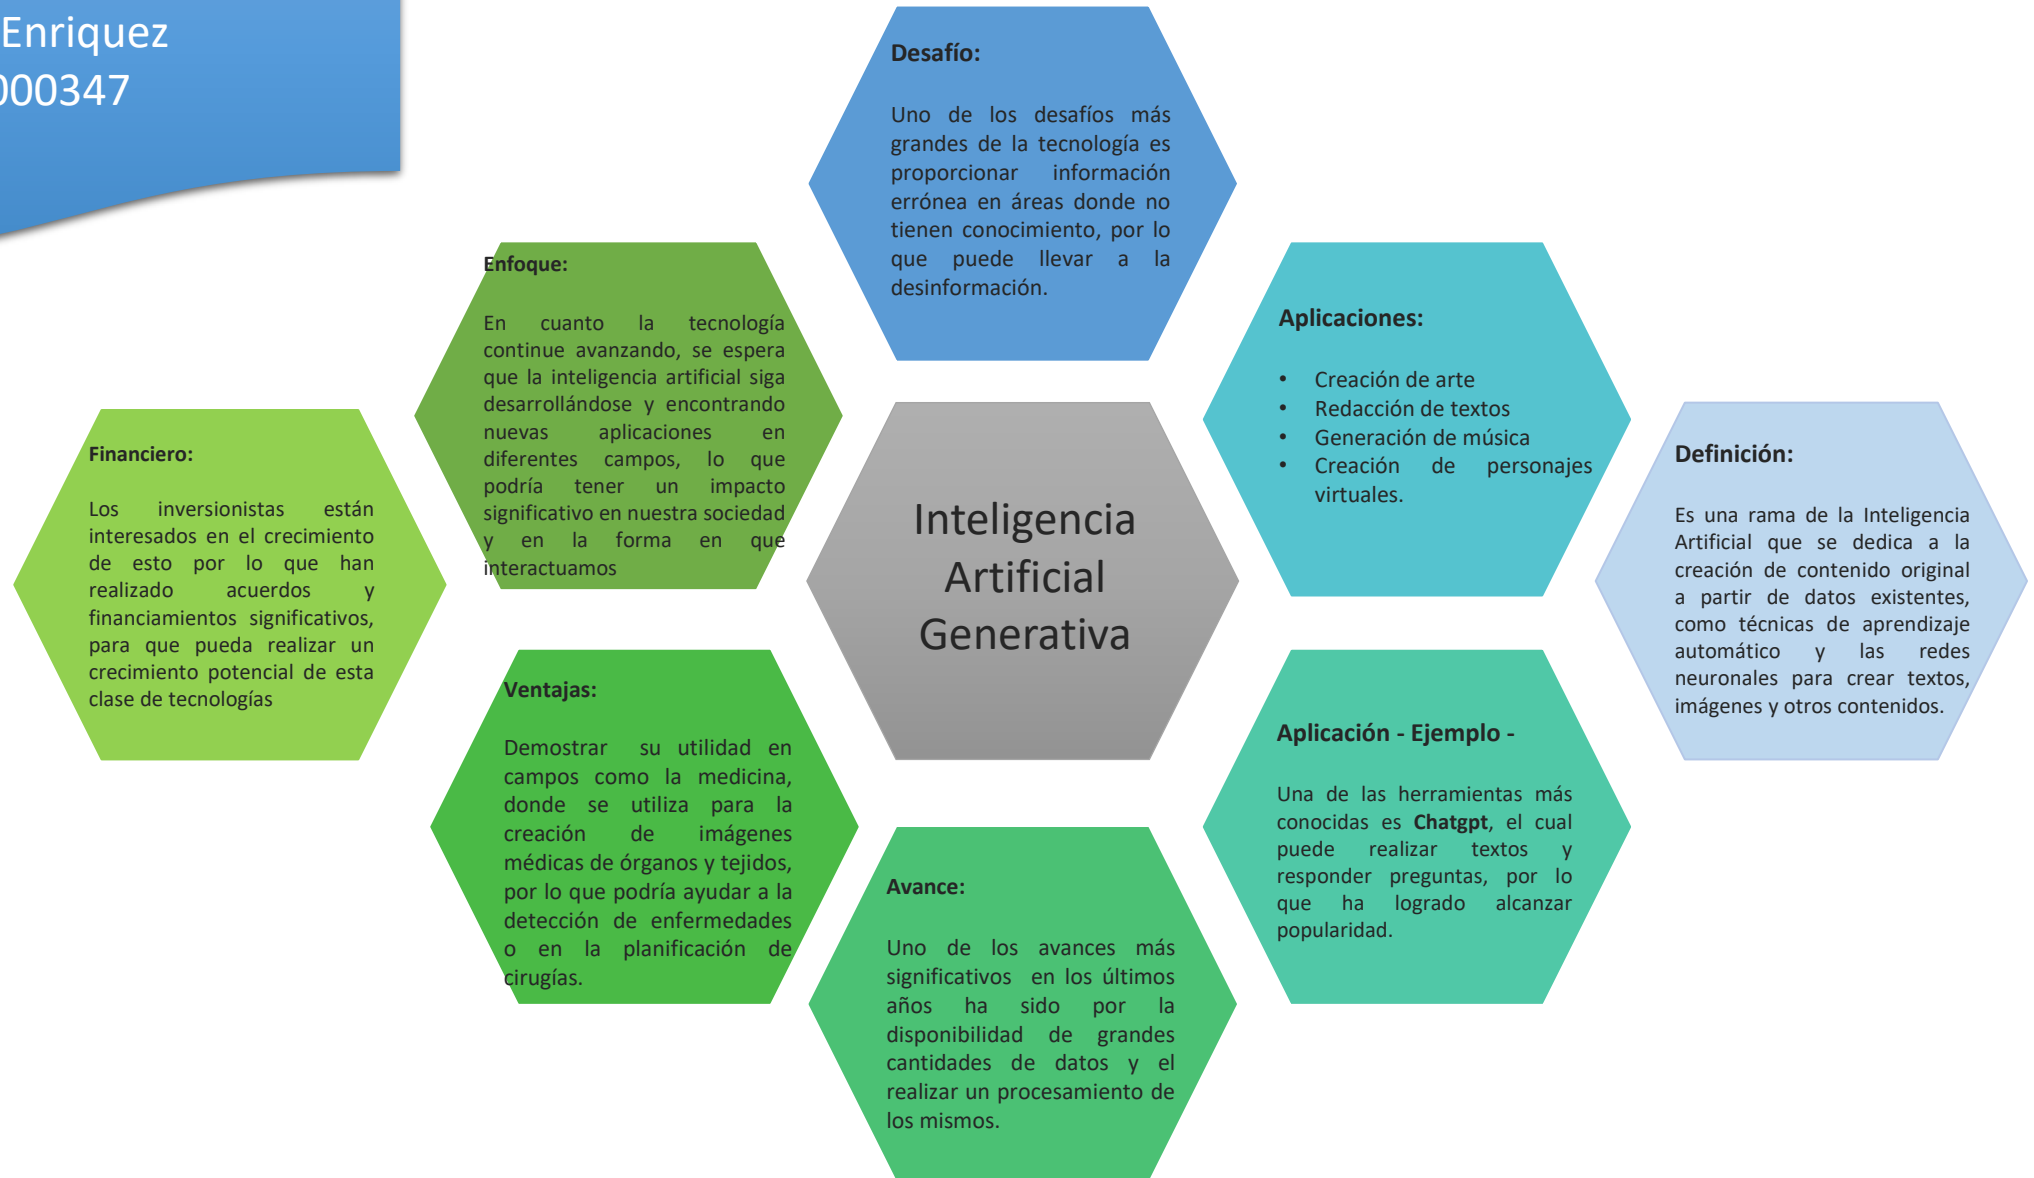 Enriquez
000347
Desafío:
Uno de los desafíos más
grandes de la tecnología es
proporcionar información
errónea en áreas donde no
tienen conocimiento, por lo
que puede llevar a la
desinformación.
Enfoque:
En cuanto la tecnología
continue avanzando, se espera
que la inteligencia artificial siga
desarrollándose y encontrando
nuevas aplicaciones en
diferentes campos, lo que
podría tener un impacto
significativo en nuestra sociedad
y en la forma en que
interactuamos
Aplicaciones:
• Creación de arte
• Redacción de textos
• Generación de música
• Creación de personajes
virtuales.
Financiero:
Los inversionistas están
interesados en el crecimiento
de esto por lo que han
realizado acuerdos y
financiamientos significativos,
para que pueda realizar un
crecimiento potencial de esta
clase de tecnologías
Inteligencia
Artificial
Generativa
Definición:
Es una rama de la Inteligencia
Artificial que se dedica a la
creación de contenido original
a partir de datos existentes,
como técnicas de aprendizaje
automático y las redes
neuronales para crear textos,
imágenes y otros contenidos.
Ventajas:
Demostrar su utilidad en
campos como la medicina,
donde se utiliza para la
creación de imágenes
médicas de órganos y tejidos,
por lo que podría ayudar a la
detección de enfermedades
o en la planificación de
cirugías.
Aplicación - Ejemplo -
Una de las herramientas más
conocidas es Chatgpt, el cual
puede realizar textos y
responder preguntas, por lo
que ha logrado alcanzar
popularidad.
Avance:
Uno de los avances más
significativos en los últimos
años ha sido por la
disponibilidad de grandes
cantidades de datos y el
realizar un procesamiento de
los mismos.